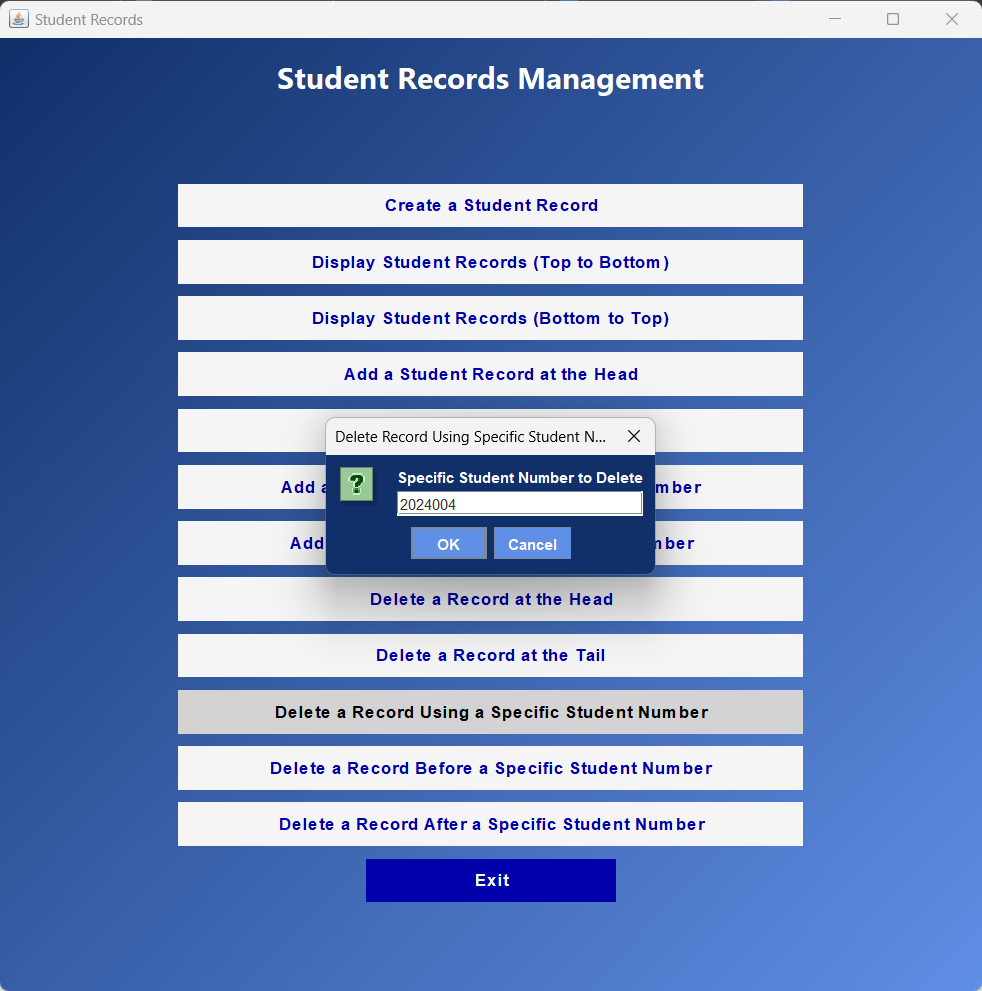 Student Records
Student Records Management
Create a Student Record
Display Student Records (Top to Bottom)
Display Student Records (Bottom to Top)
Add a Student Record at the Head
Delete Record Using Specific Student N...
?
Specific Student Number to Delete
2024004
OK
Cancel
Add
Add
Delete a Record at the Head
Delete a Record at the Tail
Delete a Record Using a Specific Student Number
Delete a Record Before a Specific Student Number
Delete a Record After a Specific Student Number
Exit